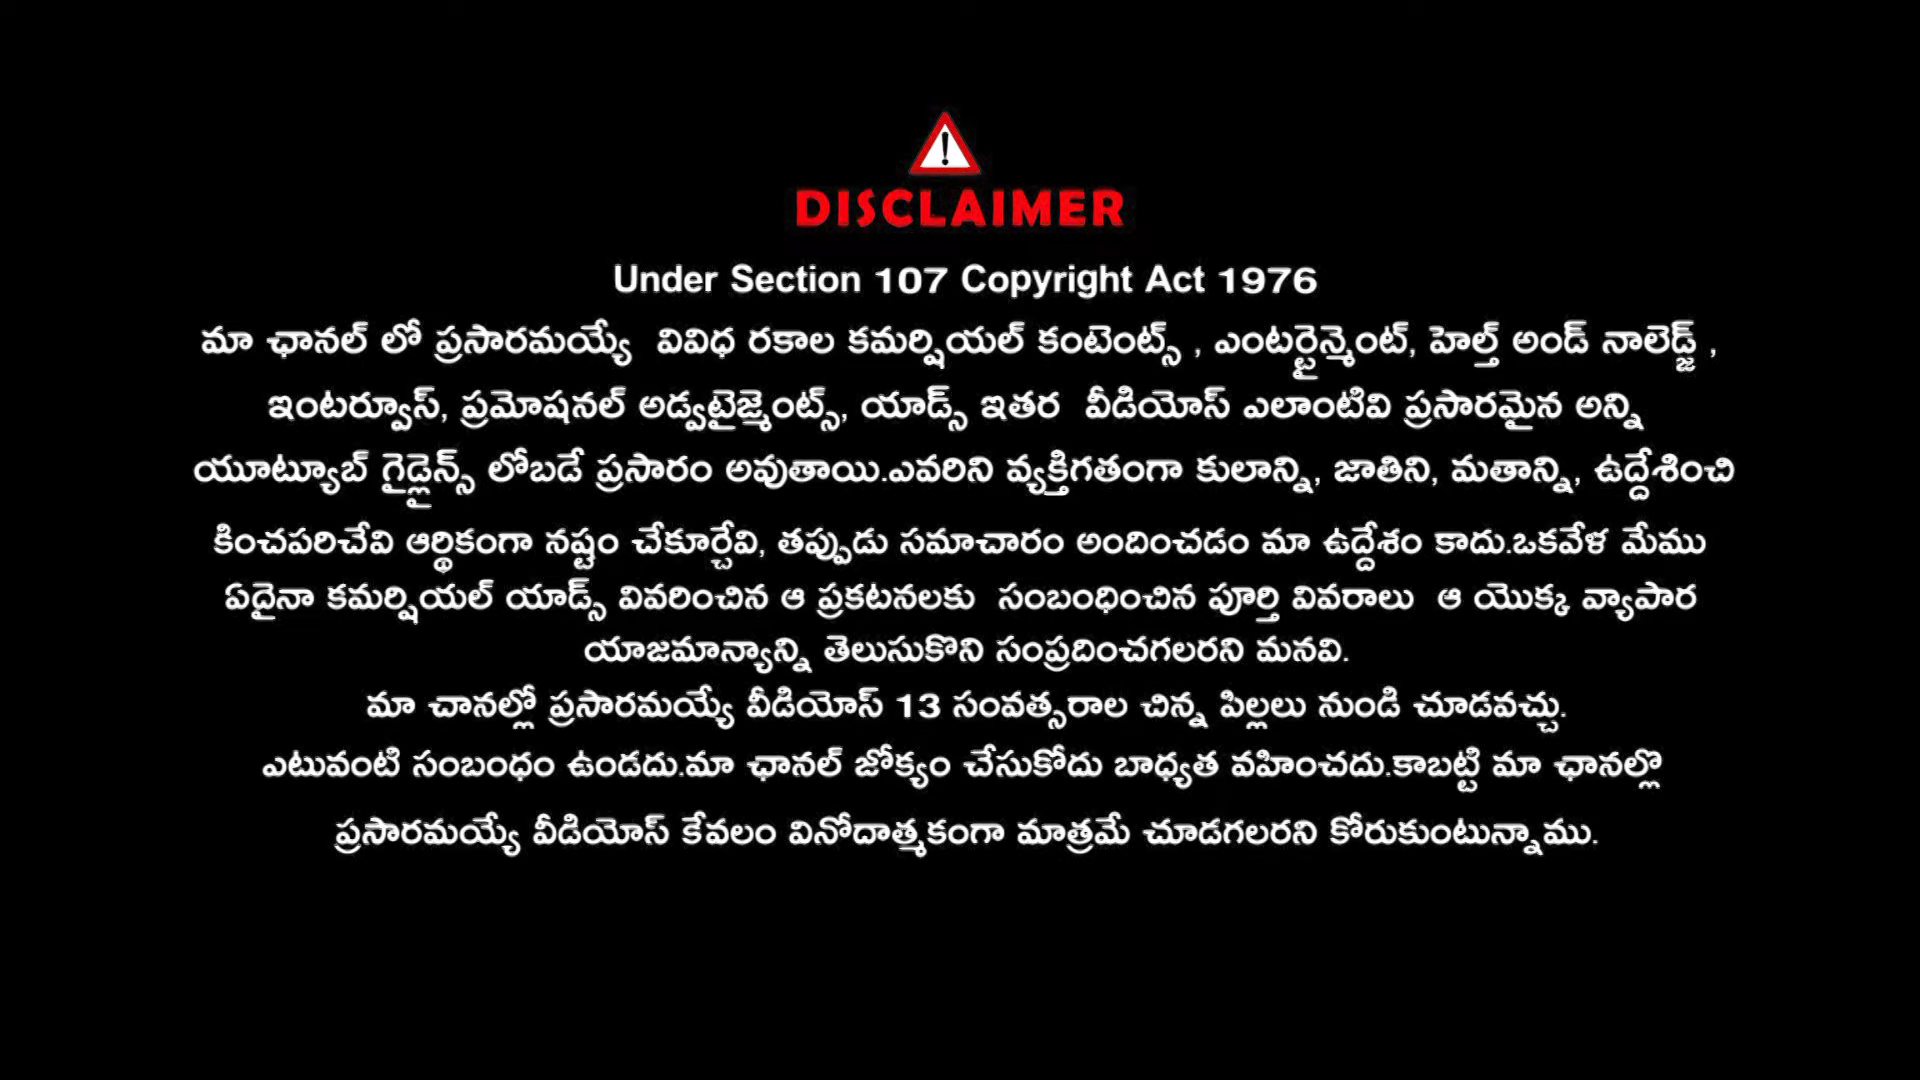 DISCLAIMER
Under Section 107 Copyright Act 1976
మా ఛానల్ లో ప్రసారమయ్యే వివిధ రకాల కమర్షియల్ కంటెంట్స్ , ఎంటర్టైన్మెంట్, హెల్త్ అండ్ నాలెడ్జ్ ,
ఇంటర్వ్యూస్, ప్రమోషనల్ అడ్వటైజ్మెంట్స్, యాడ్స్ ఇతర వీడియోస్ ఎలాంటివి ప్రసారమైన అన్ని
యూట్యూబ్ గైడ్లైన్స్ లోబడే ప్రసారం అవుతాయి.ఎవరిని వ్యక్తిగతంగా కులాన్ని, జాతిని, మతాన్ని, ఉద్దేశించి
కించపరిచేవి ఆర్థికంగా నష్టం చేకూర్చేవి, తప్పుడు సమాచారం అందించడం మా ఉద్దేశం కాదు.ఒకవేళ మేము
ఏదైనా కమర్షియల్ యాడ్స్ వివరించిన ఆ ప్రకటనలకు సంబంధించిన పూర్తి వివరాలు ఆ యొక్క వ్యాపార
యాజమాన్యాన్ని తెలుసుకొని సంప్రదించగలరని మనవి.
మా చానల్లో ప్రసారమయ్యే వీడియోస్ 13 సంవత్సరాల చిన్న పిల్లలు నుండి చూడవచ్చు.
ఎటువంటి సంబంధం ఉండదు.మా ఛానల్ జోక్యం చేసుకోదు బాధ్యత వహించదు.కాబట్టి మా ఛానల్లొ
ప్రసారమయ్యే వీడియోస్ కేవలం వినోదాత్మకంగా మాత్రమే చూడగలరని కోరుకుంటున్నాము.